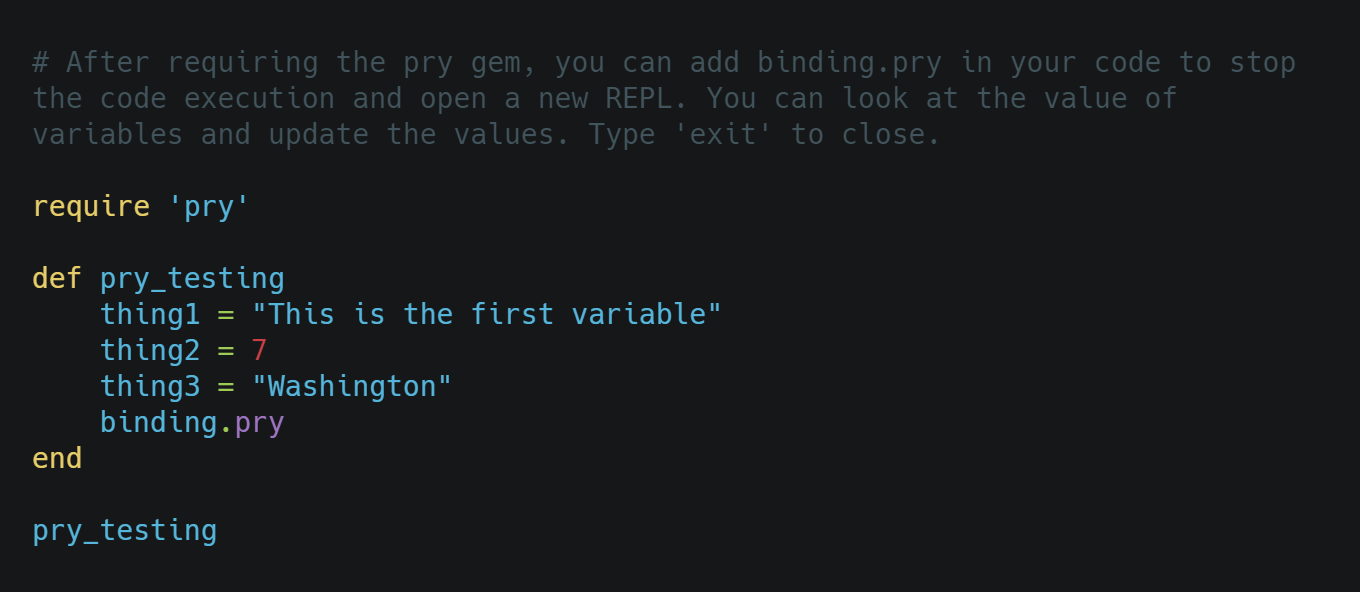 # After requiring the pry gem, you can add binding.pry in your code to stop
the code execution and open a new REPL. You can look at the value of
variables and update the values. Type 'exit' to close.
require 'pry'
def pry_testing
    thing1 = "This is the first variable"
    thing2 = 7
    thing3 = "Washington"
    binding.pry
end
pry_testing